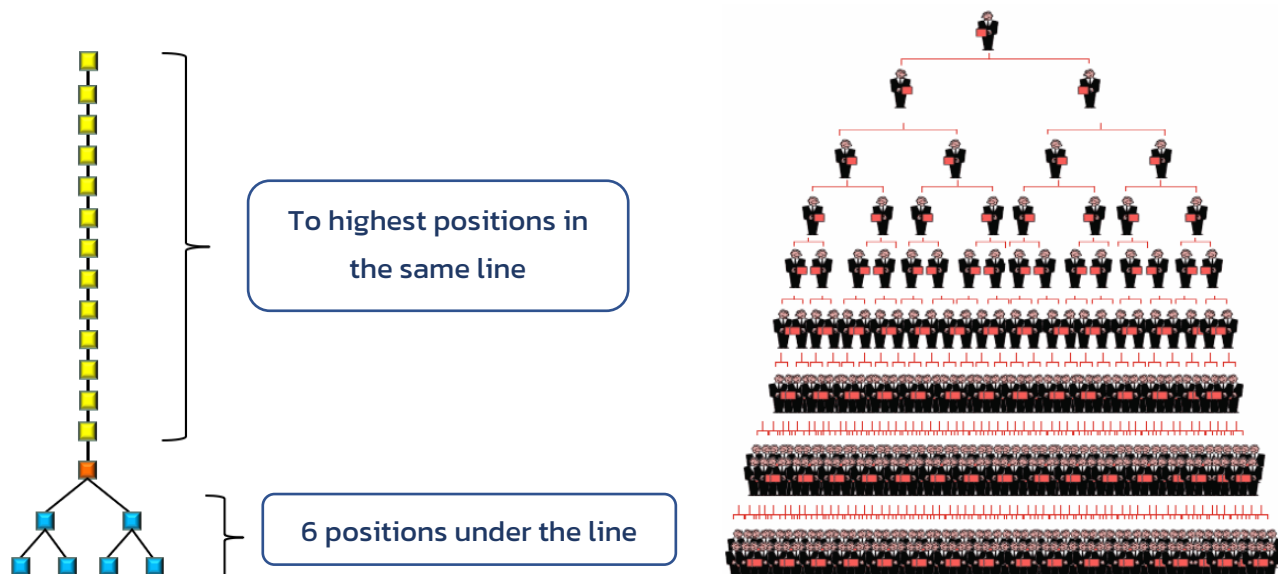 To highest positions in
the same line
6 positions under the line